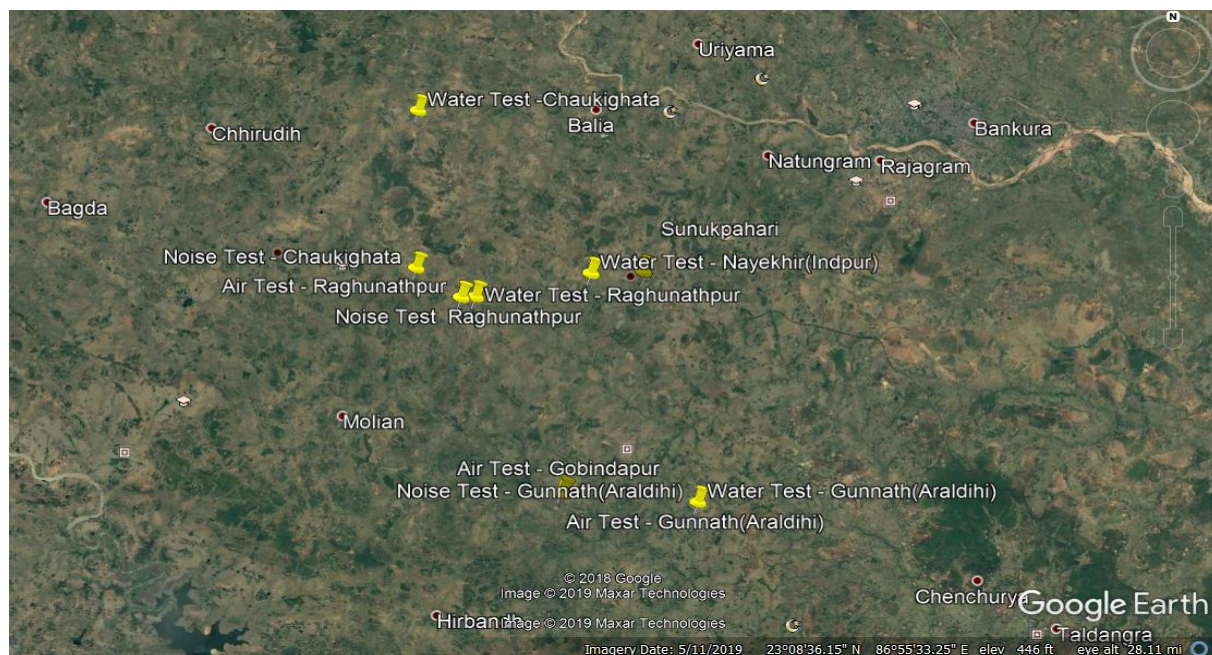 N
Uriyama
Water Test -Chaukighata
Balia
Chhirudih
Bankura
Natungram
Rajagram
Bagda
Sunukpahari
Noise Test - Chaukighata
Water Test - Nayekhir(Indpur)
Air Test - Raghunathpur
Water Test - Raghunathpur
Noise Test Raghunathpur
Molian
Air Test - Gobindapur
Noise Test - Gunnath(Araldihi)
Water Test - Gunnath(Araldihi)
Air Test - Gunnath(Araldihi)
© 2018 Google
Image © 2019 Maxar Technologies
Chenchurya
Google Earth
Hirbandh
Image © 2019 Maxar Technologies
Taldangra
Imagery Date: 5/11/2019 23°08'36.15" N 86°55'33.25" E elev 446 ft eye alt 28.11 mi